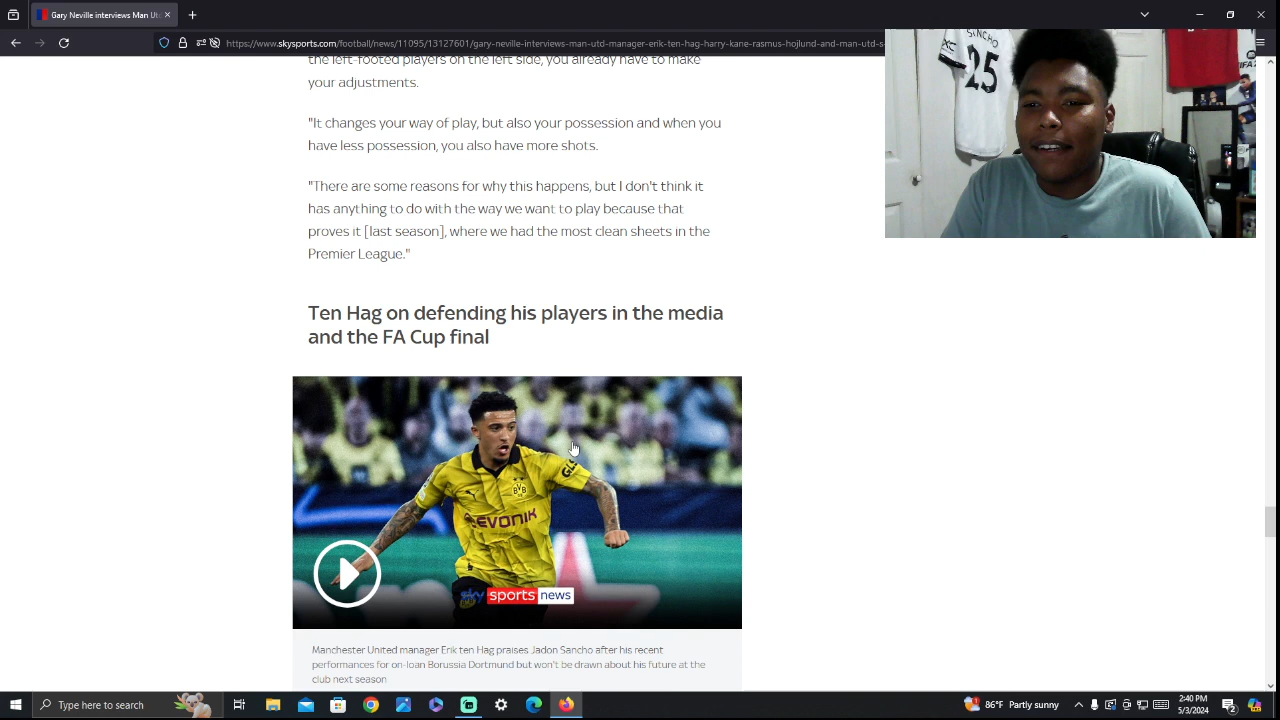 Gary Neville interviews Man Utd
https://www.skysports.com/football/news/11095/13127601/gary-neville-interviews-man-utd-manager-erik-ten-hag-harry-kane-rasmus-hojlund-and-man-utd-s
SANCHO
25
the left-footed players on the left side, you already have to make
your adjustments.
"It changes your way of play, but also your possession and when you
have less possession, you also have more shots.
"There are some reasons for why this happens, but I don't think it
has anything to do with the way we want to play because that
proves it [last season], where we had the most clean sheets in the
Premier League."
Ten Hag on defending his players in the media
and the FA Cup final
BVB
09
EVONIK
sky sports news
Manchester United manager Erik ten Hag praises Jadon Sancho after his recent
performances for on-loan Borussia Dortmund but won't be drawn about his future at the
club next season
Type here to search
86°F Partly sunny
2:40 PM
5/3/2024
2